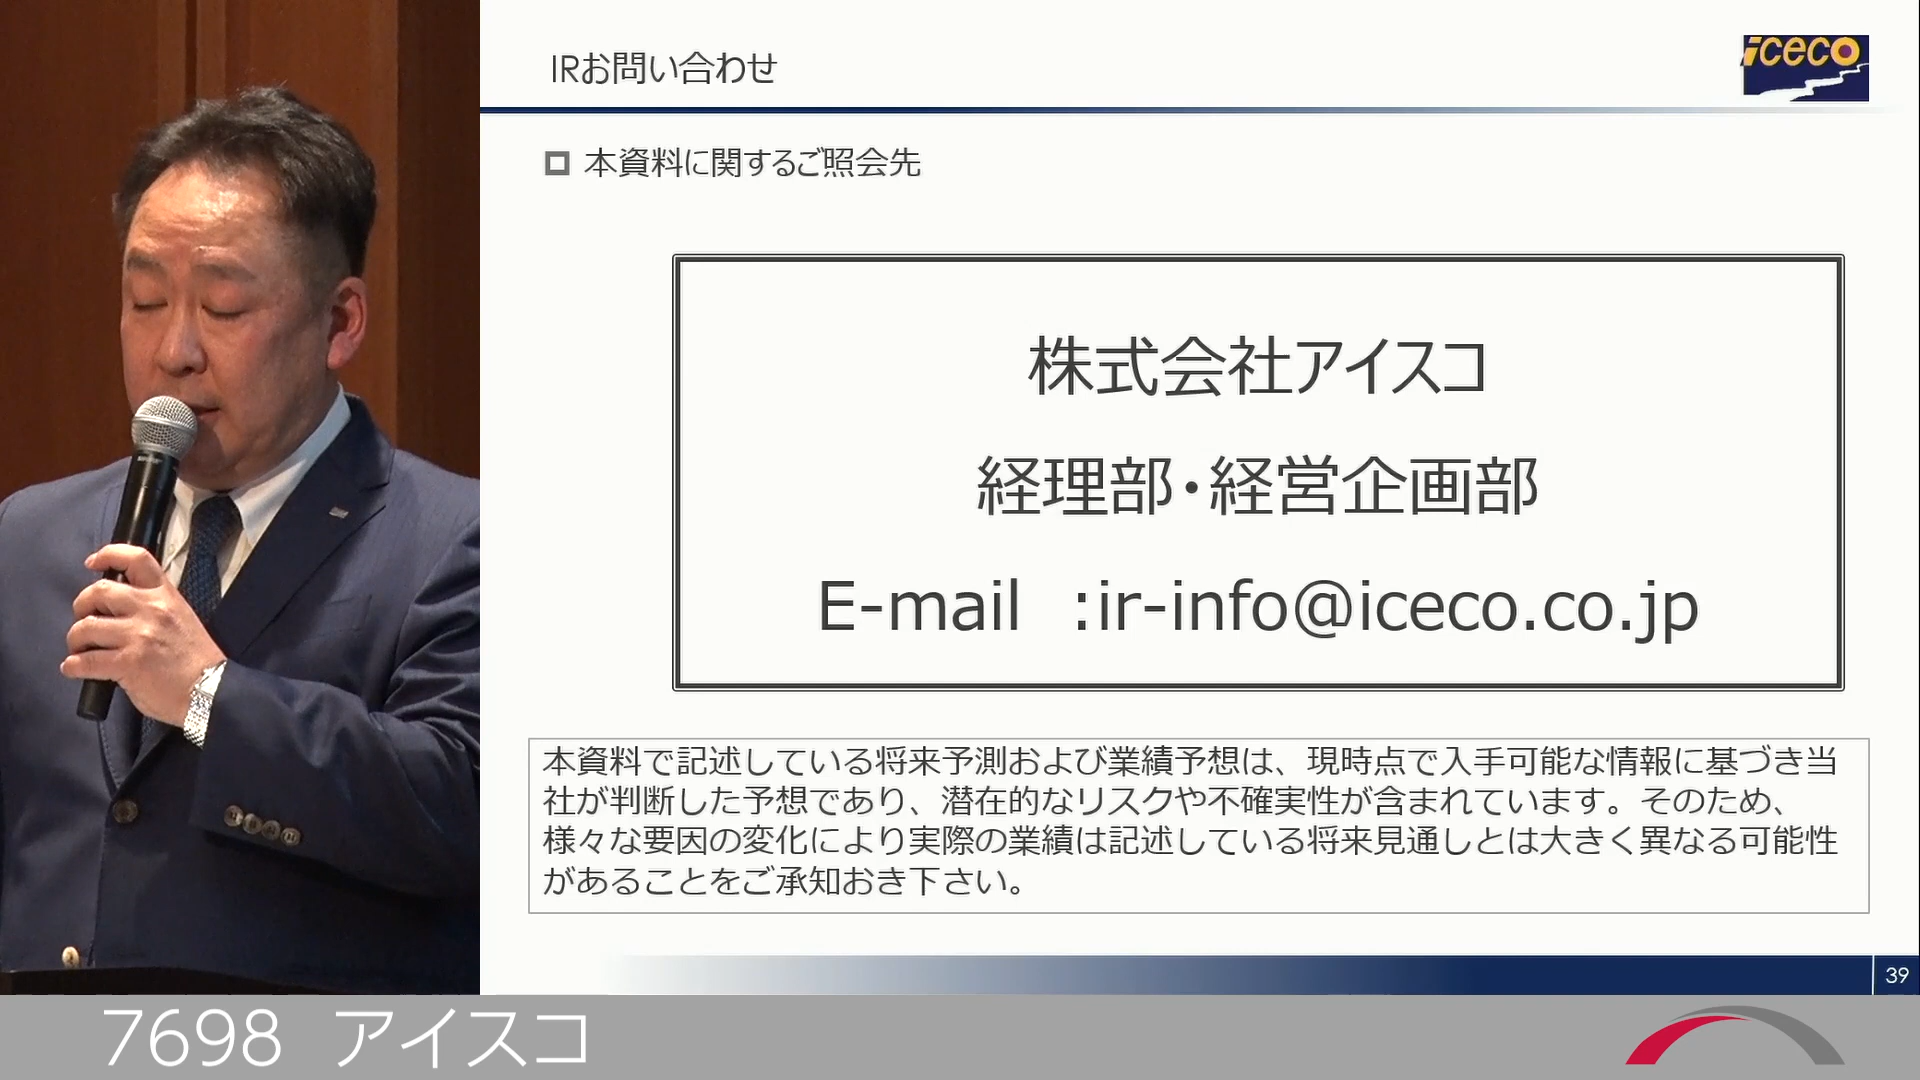 IRお問い合わせ
iceco
本資料に関するご照会先
株式会社アイスコ
経理部・経営企画部
E-mail :ir-info@iceco.co.jp
本資料で記述している将来予測および業績予想は、現時点で入手可能な情報に基づき当
社が判断した予想であり、潜在的なリスクや不確実性が含まれています。そのため、
様々な要因の変化により実際の業績は記述している将来見通しとは大きく異なる可能性
があることをご承知おき下さい。
39
7698 アイスコ